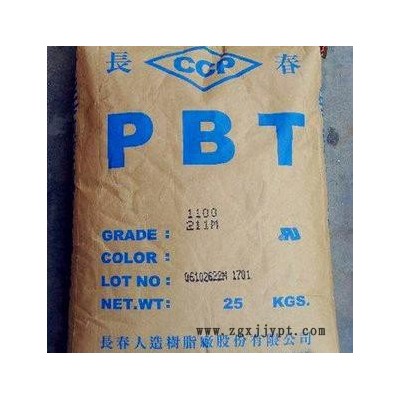 長 CCP 春
PBT
1100
GRADE : 211M
COLOR :
LOT NO : 06102622M 1701
NET.WT: 25 KGS.
www.zgxjjypt.com
長春人造樹脂廠股份有限公司